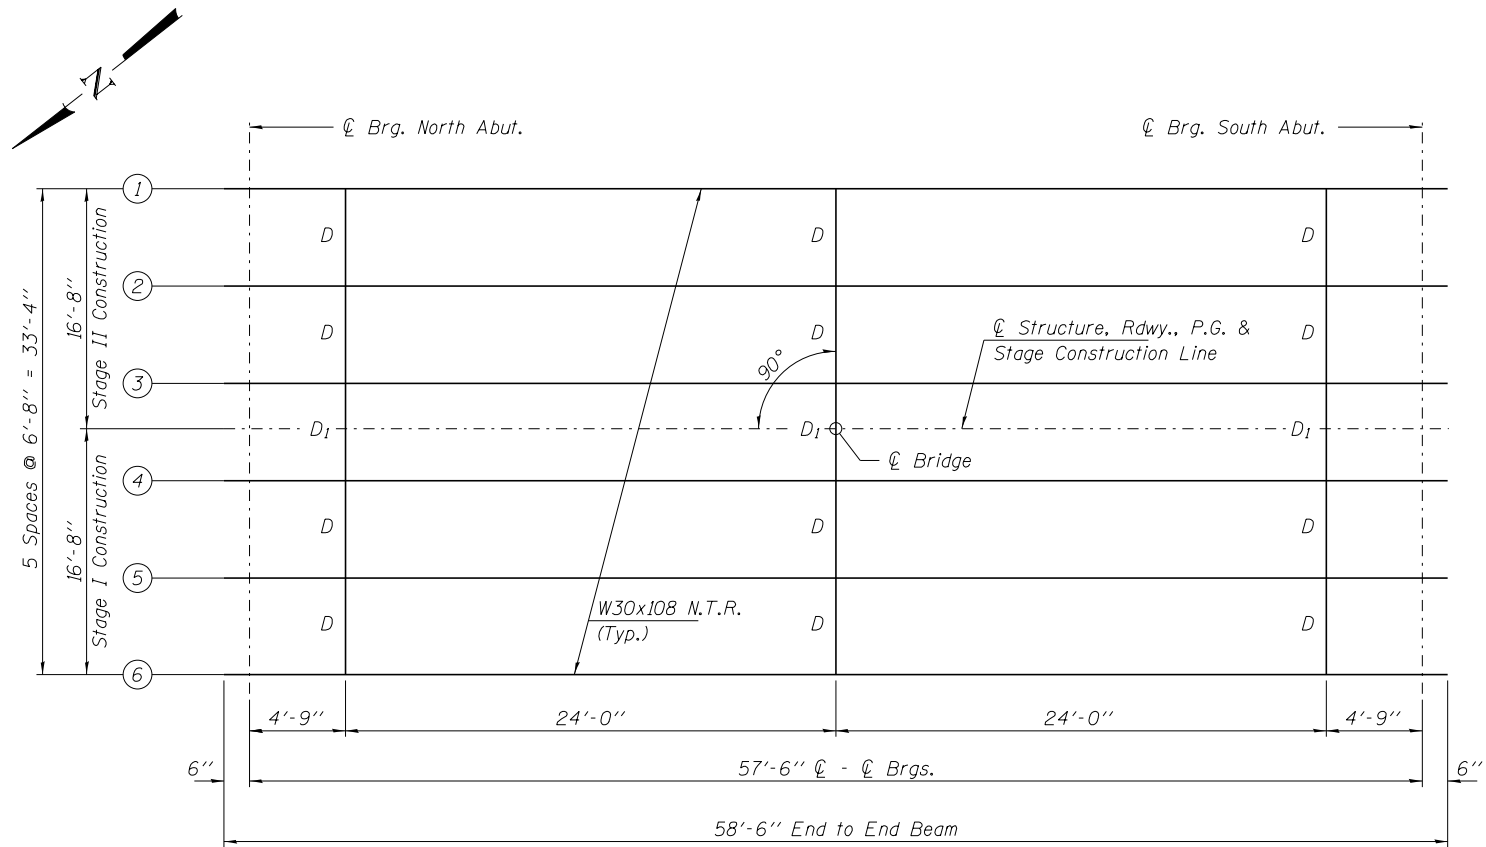 N
℄ Brg. North Abut.
℄ Brg. South Abut.
1
2
3
4
5
6
5 Spaces @ 6'-8'' = 33'-4''
16'-8''
Stage II Construction
16'-8''
Stage I Construction
D
D
D
D
D
D
D1
D1
D1
D
D
D
D
D
D
90°
℄ Structure, Rdwy., P.G. &
Stage Construction Line
℄ Bridge
W30x108 N.T.R.
(Typ.)
4'-9''
24'-0''
24'-0''
4'-9''
6''
57'-6'' ℄ - ℄ Brgs.
6''
58'-6'' End to End Beam